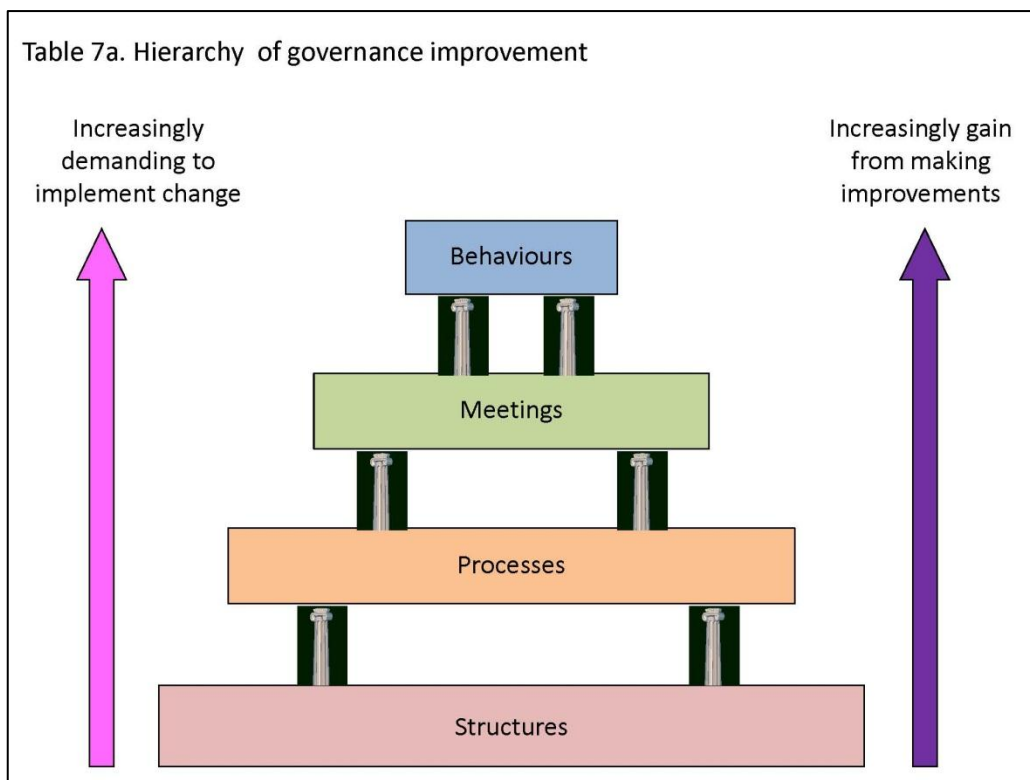 Table 7a. Hierarchy of governance improvement
Increasingly
demanding to
implement change
Increasingly gain
from making
improvements
Behaviours
Meetings
Processes
Structures